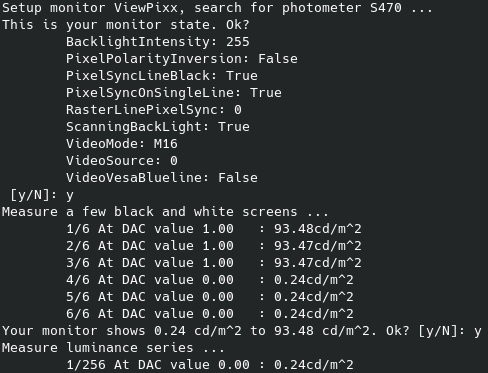 Setup monitor ViewPixx, search for photometer S470 ...
This is your monitor state. Ok?
BacklightIntensity: 255
PixelPolarityInversion: False
PixelSyncLineBlack: True
PixelSyncOnSingleLine: True
RasterLinePixelSync: 0
ScanningBackLight: True
VideoMode: M16
VideoSource: 0
VideoVesaBlueline: False
[y/N]: y
Measure a few black and white screens ...
1/6 At DAC value 1.00   : 93.48cd/m^2
2/6 At DAC value 1.00   : 93.47cd/m^2
3/6 At DAC value 1.00   : 93.47cd/m^2
4/6 At DAC value 0.00   : 0.24cd/m^2
5/6 At DAC value 0.00   : 0.24cd/m^2
6/6 At DAC value 0.00   : 0.24cd/m^2
Your monitor shows 0.24 cd/m^2 to 93.48 cd/m^2. Ok? [y/N]: y
Measure luminance series ...
1/256 At DAC value 0.00 : 0.24cd/m^2